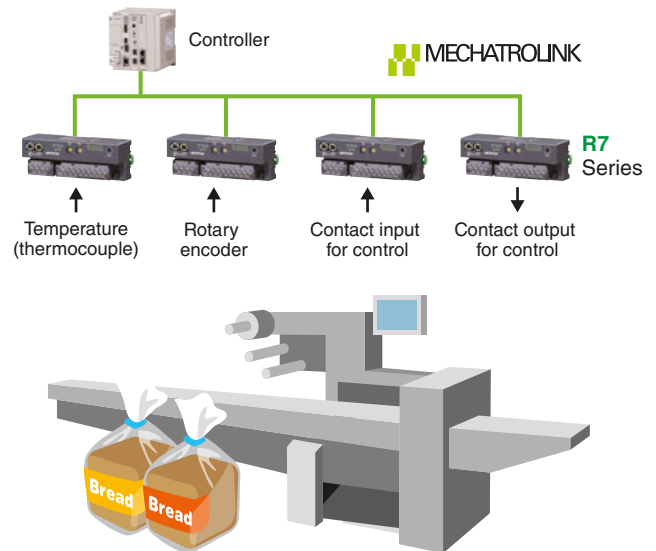 Controller
MECHATROLINK
R7
Series
Temperature
(thermocouple)
Rotary
encoder
Contact input
for control
Contact output
for control
Bread
Bread